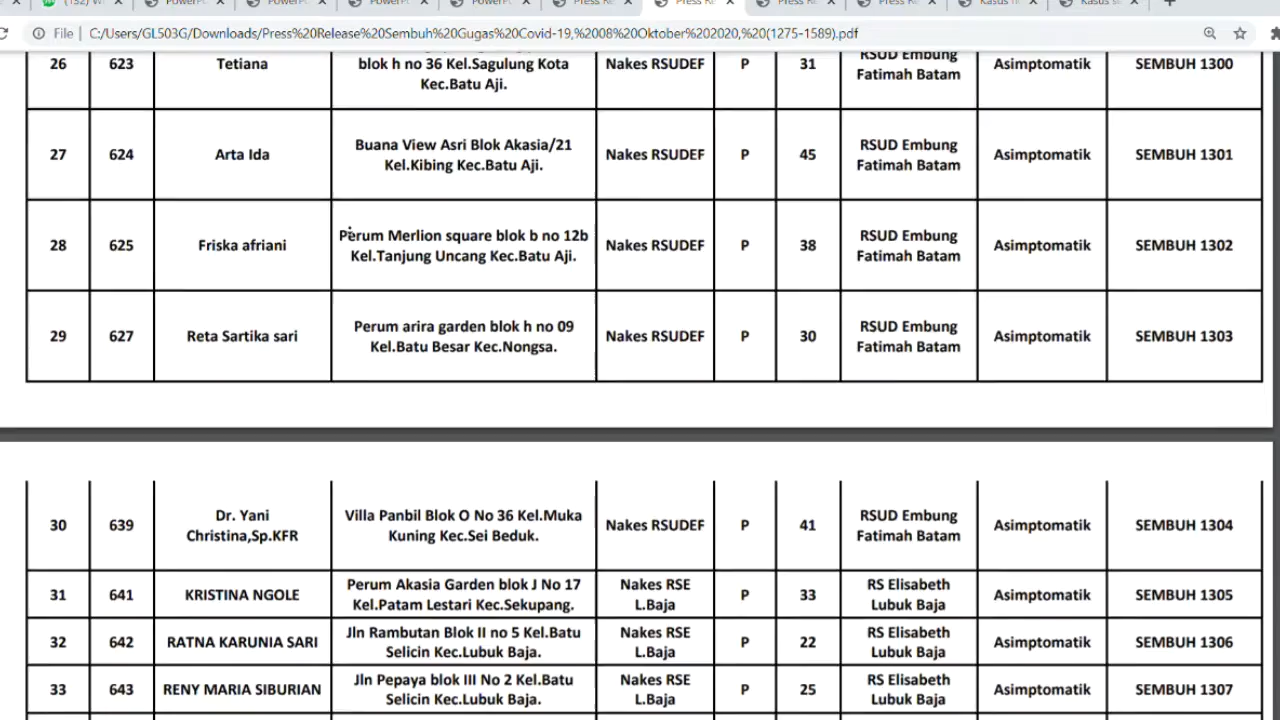 File | C:/Users/GL503G/Downloads/Press%20Release%20Sembuh%20Gugas%20Covid-19,%2008%20Oktober%202020,%20(1275-1589).pdf
26 623 Tetiana blok h no 36 Kel.Sagulung Kota Nakes RSUDEF P 31 RSUD Embung Asimptomatik SEMBUH 1300
Kec.Batu Aji. Fatimah Batam
Buana View Asri Blok Akasia/21 RSUD Embung
27 624 Arta Ida Nakes RSUDEF P 45 Asimptomatik SEMBUH 1301
Kel.Kibing Kec.Batu Aji. Fatimah Batam
Perum Merlion square blok b no 12b RSUD Embung
28 625 Friska afriani Nakes RSUDEF P 38 Asimptomatik SEMBUH 1302
Kel.Tanjung Uncang Kec.Batu Aji. Fatimah Batam
Perum arira garden blok h no 09 RSUD Embung
29 627 Reta Sartika sari Nakes RSUDEF P 30 Asimptomatik SEMBUH 1303
Kel.Batu Besar Kec.Nongsa. Fatimah Batam
Dr. Yani Villa Panbil Blok O No 36 Kel.Muka RSUD Embung
30 639 Nakes RSUDEF P 41 Asimptomatik SEMBUH 1304
Christina,Sp.KFR Kuning Kec.Sei Beduk. Fatimah Batam
Perum Akasia Garden blok J No 17 Nakes RSE RS Elisabeth
31 641 KRISTINA NGOLE P 33 Asimptomatik SEMBUH 1305
Kel.Patam Lestari Kec.Sekupang. L.Baja Lubuk Baja
Jln Rambutan Blok II no 5 Kel.Batu Nakes RSE RS Elisabeth
32 642 RATNA KARUNIA SARI P 22 Asimptomatik SEMBUH 1306
Selicin Kec.Lubuk Baja. L.Baja Lubuk Baja
Jln Pepaya blok III No 2 Kel.Batu Nakes RSE RS Elisabeth
33 643 RENY MARIA SIBURIAN P 25 Asimptomatik SEMBUH 1307
Selicin Kec.Lubuk Baja. L.Baja Lubuk Baja